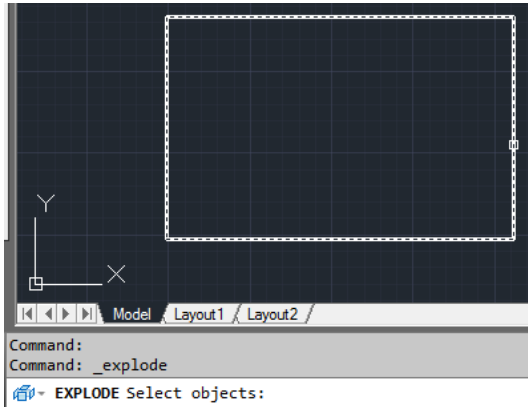 Y
X
Model Layout1 Layout2
Command:
Command: _explode
EXPLODE Select objects: